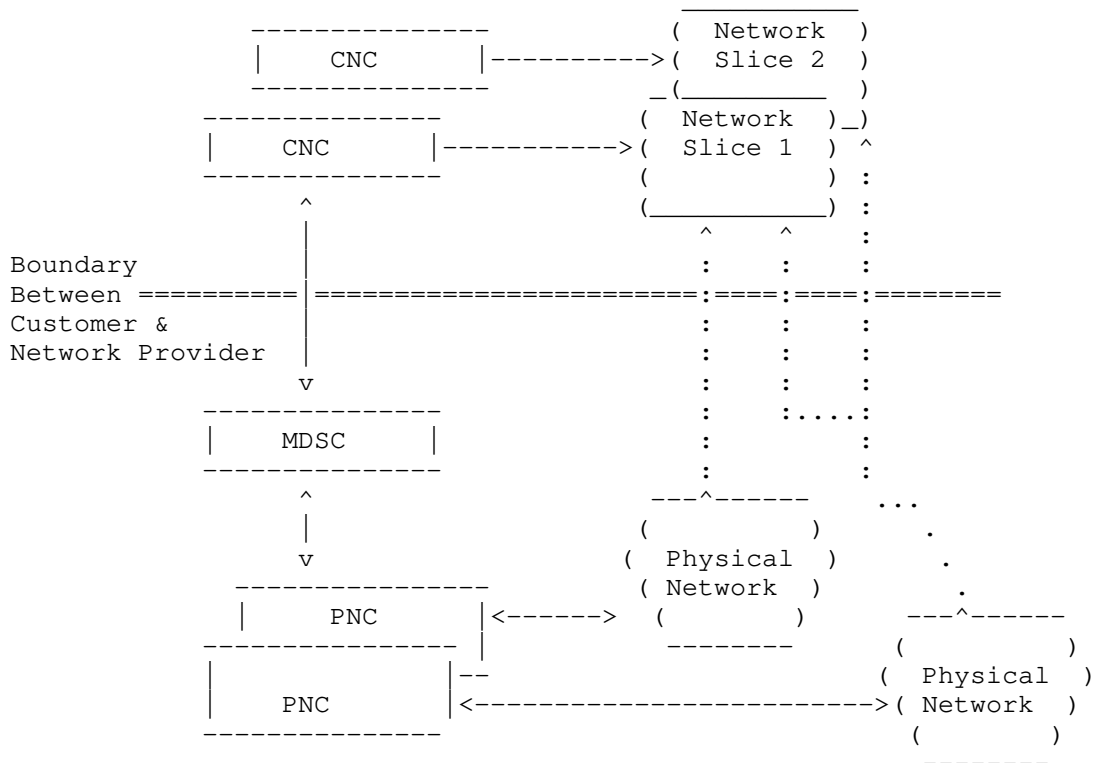 Network
CNC Slice 2
Network
CNC Slice 1
Boundary
Between
Customer &
Network Provider
MDSC
Physical
Network
PNC
Physical
PNC Network